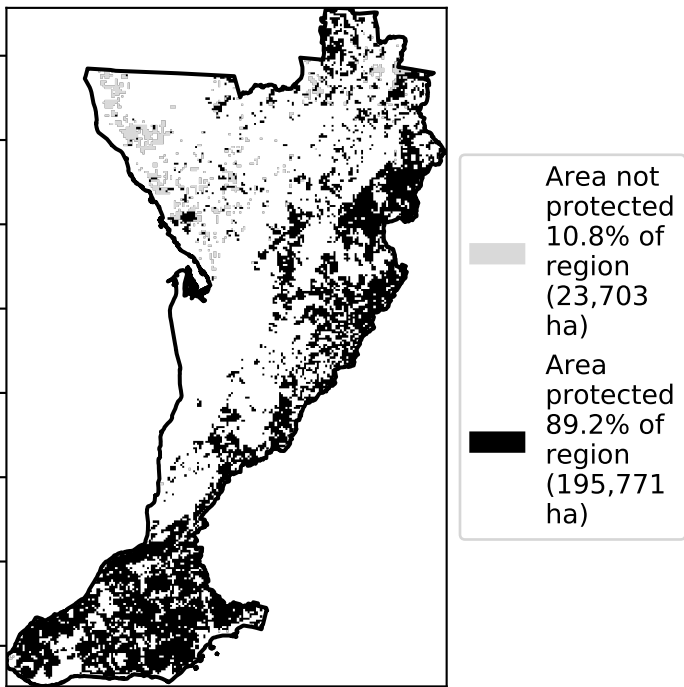 Area not
protected
10.8% of
region
(23,703
ha)
Area
protected
89.2% of
region
(195,771
ha)